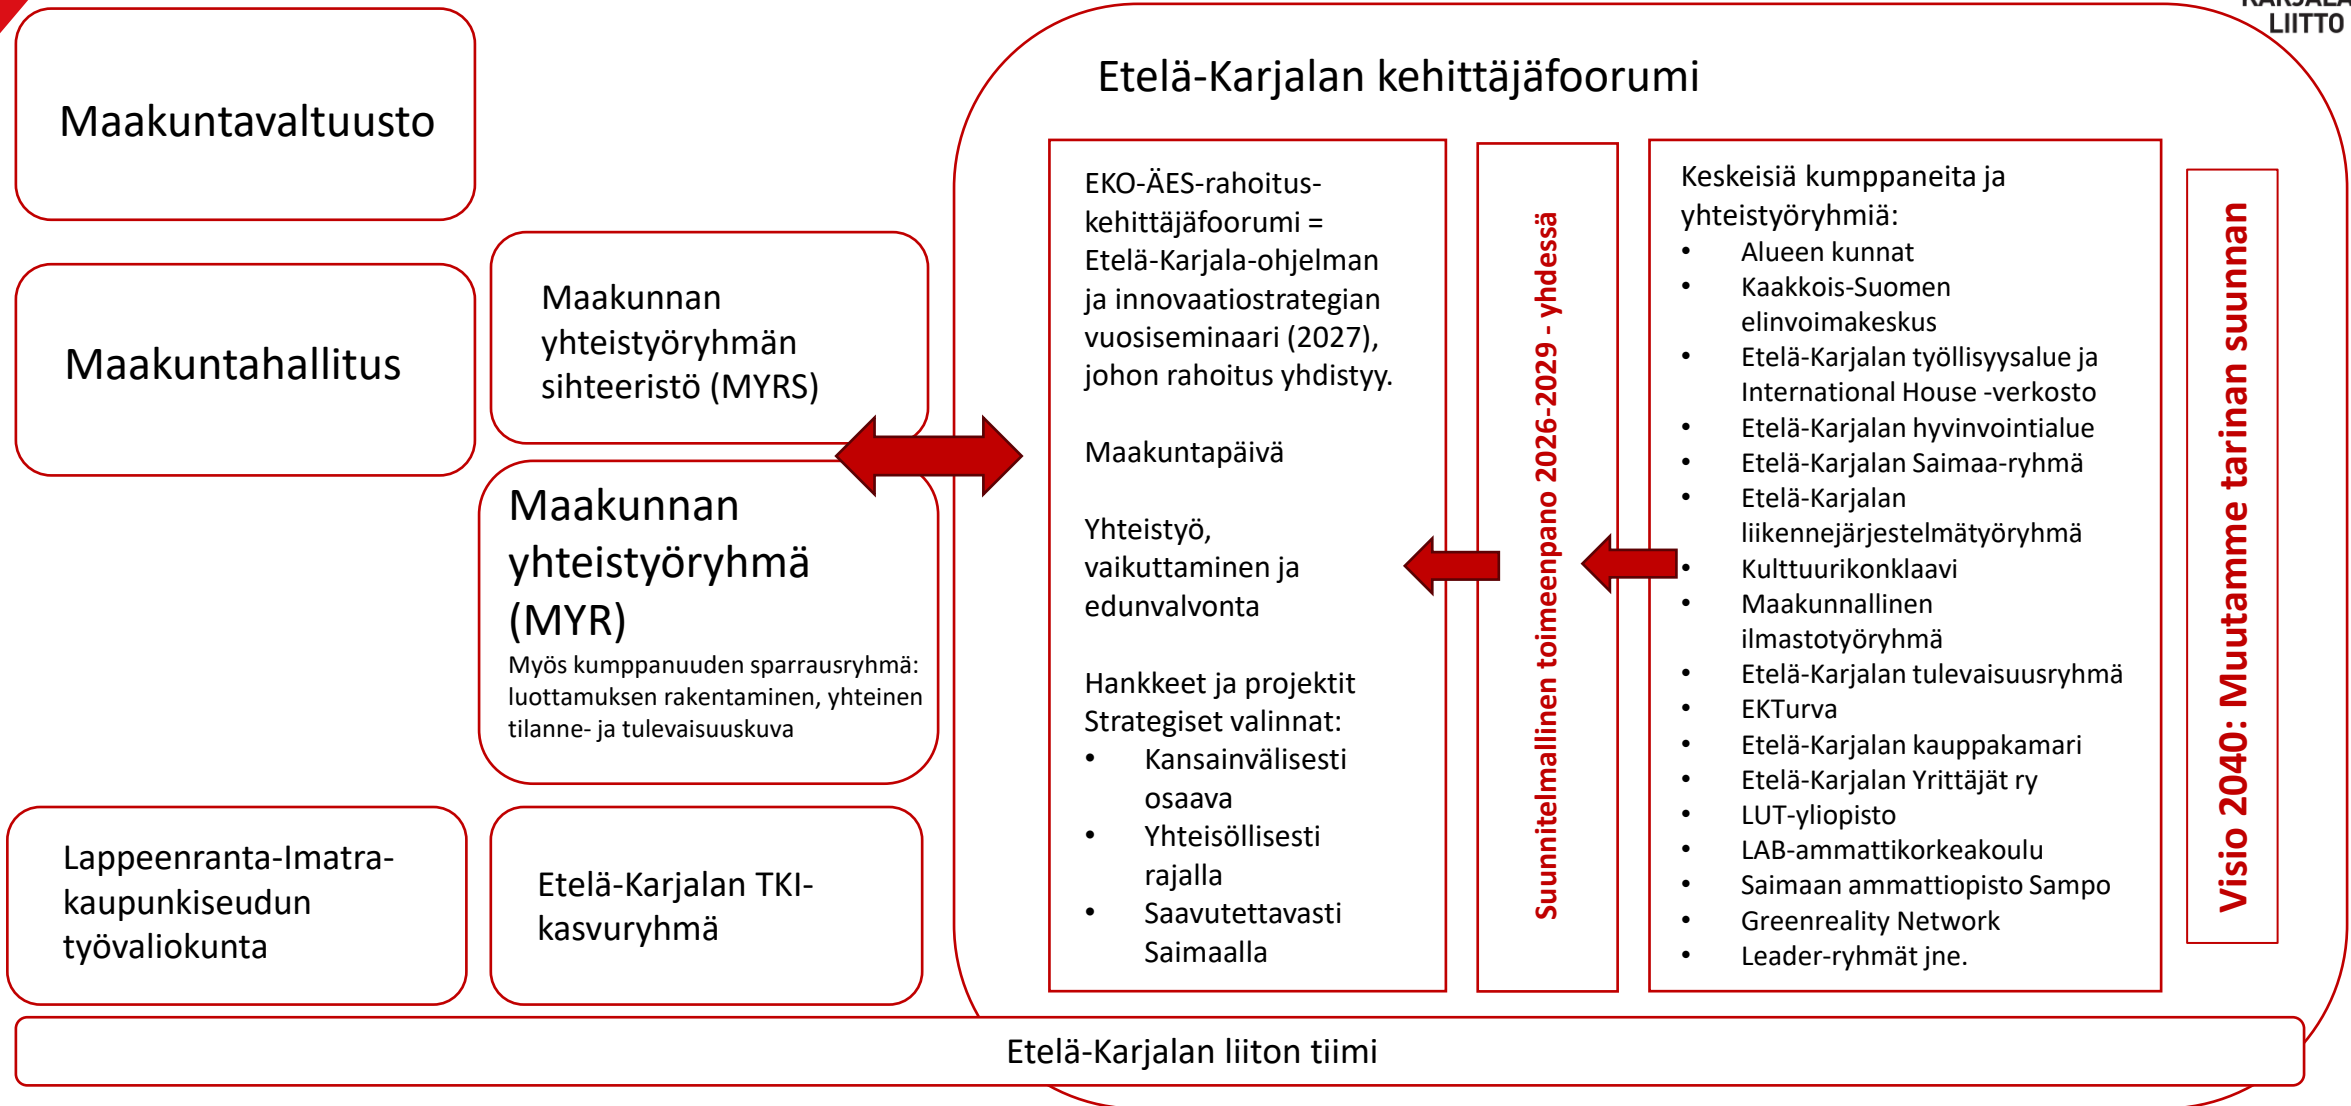 LIITTO
Maakuntavaltuusto
Maakuntahallitus
Maakunnan
yhteistyöryhmän
sihteeristö (MYRS)
Maakunnan
yhteistyöryhmä
(MYR)
Myös kumppanuuden sparrausryhmä:
luottamuksen rakentaminen, yhteinen
tilanne- ja tulevaisuuskuva
Lappeenranta-Imatra-
kaupunkiseudun
työvaliokunta
Etelä-Karjalan TKI-
kasvuryhmä
Etelä-Karjalan kehittäjäfoorumi
EKO-ÄES-rahoitus-
kehittäjäfoorumi =
Etelä-Karjala-ohjelman
ja innovaatiostrategian
vuosiseminaari (2027),
johon rahoitus yhdistyy.
Maakuntapäivä
Yhteistyö,
vaikuttaminen ja
edunvalvonta
Hankkeet ja projektit
Strategiset valinnat:
• Kansainvälisesti
osaava
• Yhteisöllisesti
rajalla
• Saavutettavasti
Saimaalla
Suunnitelmallinen toimeenpano 2026-2029 - yhdessä
Keskeisiä kumppaneita ja
yhteistyöryhmiä:
• Alueen kunnat
• Kaakkois-Suomen
elinvoimakeskus
• Etelä-Karjalan työllisyysalue ja
International House -verkosto
• Etelä-Karjalan hyvinvointialue
• Etelä-Karjalan Saimaa-ryhmä
• Etelä-Karjalan
liikennejärjestelmätyöryhmä
• Kulttuurikonklaavi
• Maakunnallinen
ilmastotyöryhmä
• Etelä-Karjalan tulevaisuusryhmä
• EKTurva
• Etelä-Karjalan kauppakamari
• Etelä-Karjalan Yrittäjät ry
• LUT-yliopisto
• LAB-ammattikorkeakoulu
• Saimaan ammattiopisto Sampo
• Greenreality Network
• Leader-ryhmät jne.
Visio 2040: Muutamme tarinan suunnan
Etelä-Karjalan liiton tiimi